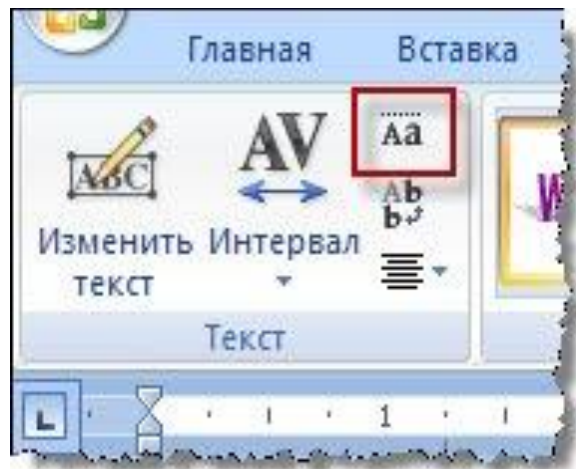 Главная Вставка
ABC AV Aa
Ab
b
Изменить Интервал
текст
Текст
L 1
W